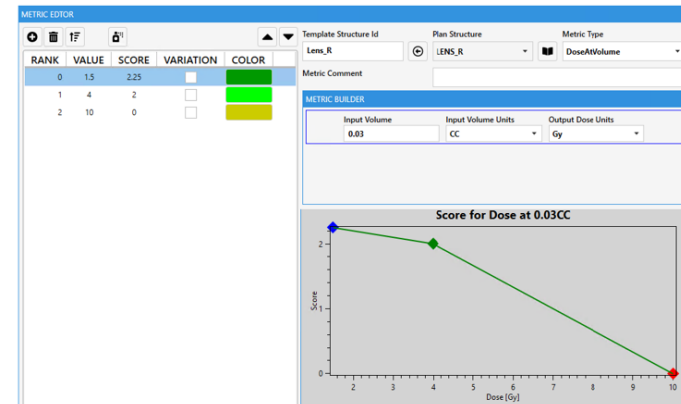 METRIC EDTOR
Template Structure Id Plan Structure Metric Type
Lens_R LENS_R DoseAtVolume
RANK VALUE SCORE VARIATION COLOR
0 1.5 2.25
1 4 2
2 10 0
Metric Comment
METRIC BUILDER
Input Volume Input Volume Units Output Dose Units
0.03 CC Gy
Score for Dose at 0.03CC
2
1
0
Score
2 3 4 5 6 7 8 9 10
Dose [Gy]